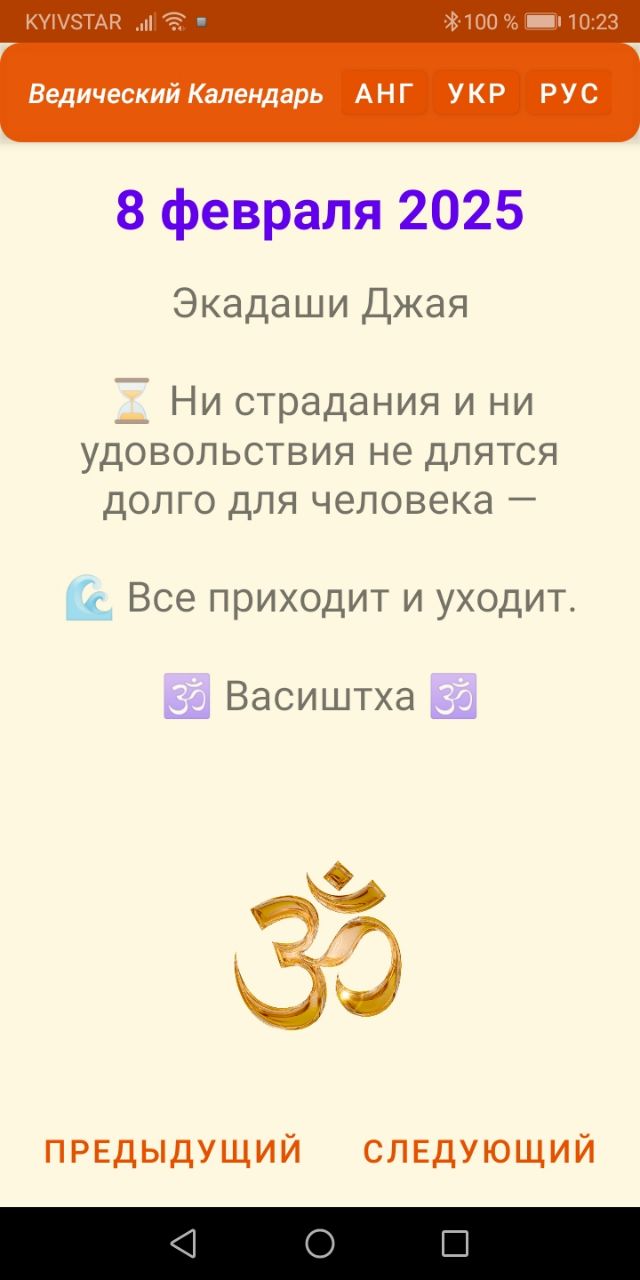 KYIVSTAR 100 % 10:23
Ведический Календарь АНГ УКР РУС
8 февраля 2025
Экадаши Джая
⏳ Ни страдания и ни
удовольствия не длятся
долго для человека —
🌊 Все приходит и уходит.
🕉 Васиштха 🕉
ॐ
ПРЕДЫДУЩИЙ СЛЕДУЮЩИЙ